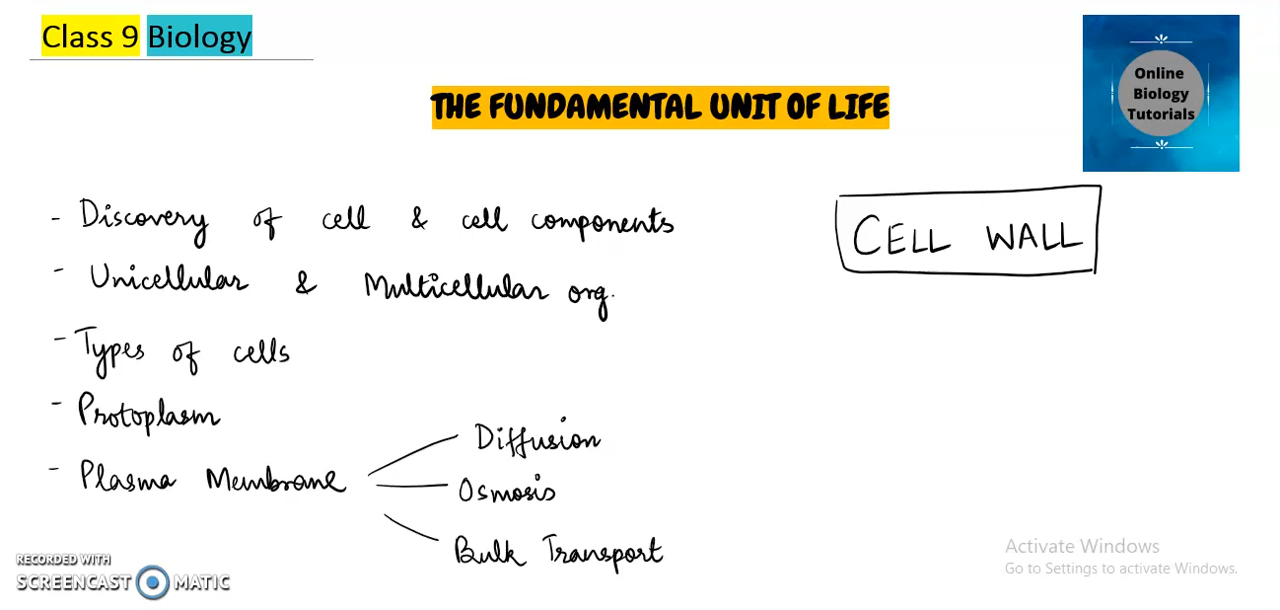 Class 9 Biology
THE FUNDAMENTAL UNIT OF LIFE
Online
Biology
Tutorials
- Discovery of cell & cell components
- Unicellular & Multicellular org.
- Types of cells
- Protoplasm
- Plasma Membrane
Diffusion
Osmosis
Bulk Transport
CELL WALL
RECORDED WITH
SCREENCAST MATIC
Activate Windows
Go to Settings to activate Windows.